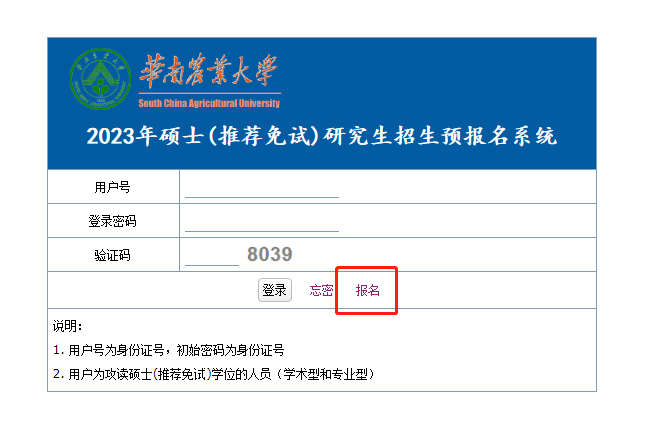 華南農業大學
South China Agricultural University
2023年硕士(推荐免试)研究生招生预报名系统
用户号
登录密码
验证码 8039
登录 忘密 报名
说明：
1. 用户号为身份证号，初始密码为身份证号
2. 用户为攻读硕士(推荐免试)学位的人员（学术型和专业型）